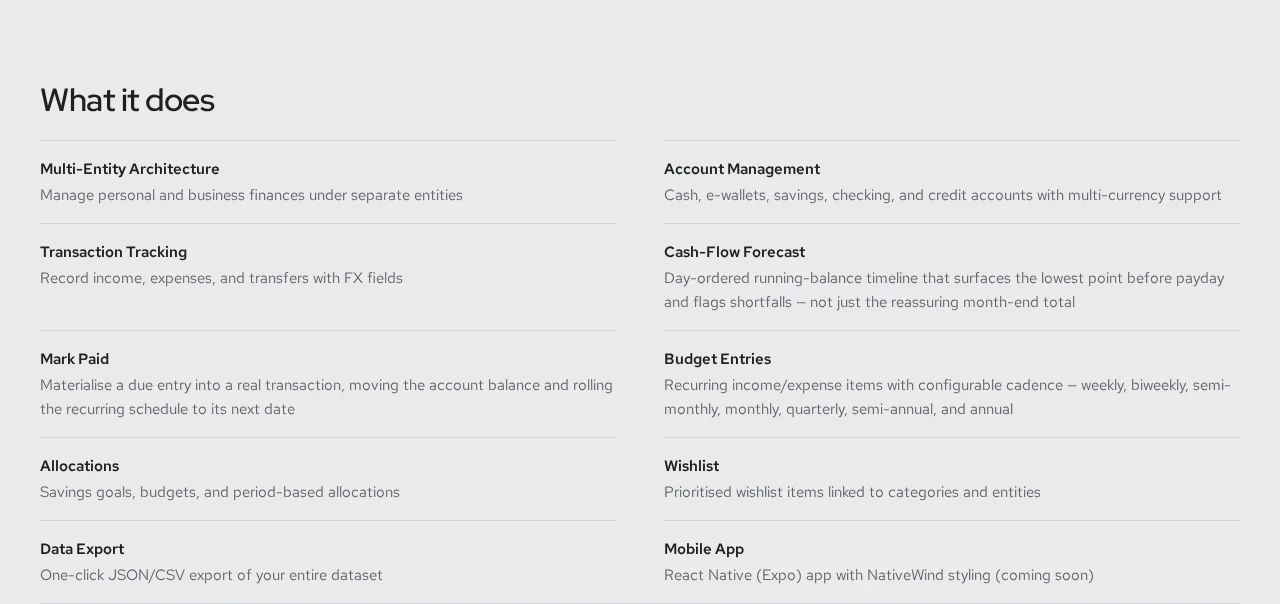 What it does
Multi-Entity Architecture
Manage personal and business finances under separate entities
Account Management
Cash, e-wallets, savings, checking, and credit accounts with multi-currency support
Transaction Tracking
Record income, expenses, and transfers with FX fields
Cash-Flow Forecast
Day-ordered running-balance timeline that surfaces the lowest point before payday
and flags shortfalls — not just the reassuring month-end total
Mark Paid
Materialise a due entry into a real transaction, moving the account balance and rolling
the recurring schedule to its next date
Budget Entries
Recurring income/expense items with configurable cadence — weekly, biweekly, semi-
monthly, monthly, quarterly, semi-annual, and annual
Allocations
Savings goals, budgets, and period-based allocations
Wishlist
Prioritised wishlist items linked to categories and entities
Data Export
One-click JSON/CSV export of your entire dataset
Mobile App
React Native (Expo) app with NativeWind styling (coming soon)